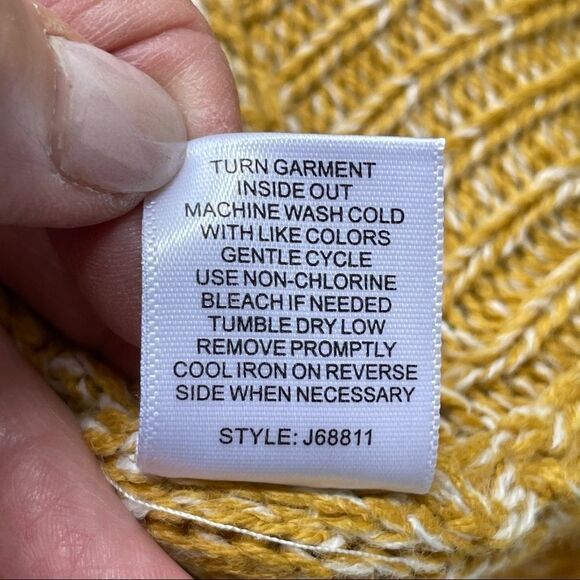 TURN GARMENT
INSIDE OUT
MACHINE WASH COLD
WITH LIKE COLORS
GENTLE CYCLE
USE NON-CHLORINE
BLEACH IF NEEDED
TUMBLE DRY LOW
REMOVE PROMPTLY
COOL IRON ON REVERSE
SIDE WHEN NECESSARY
STYLE: J68811